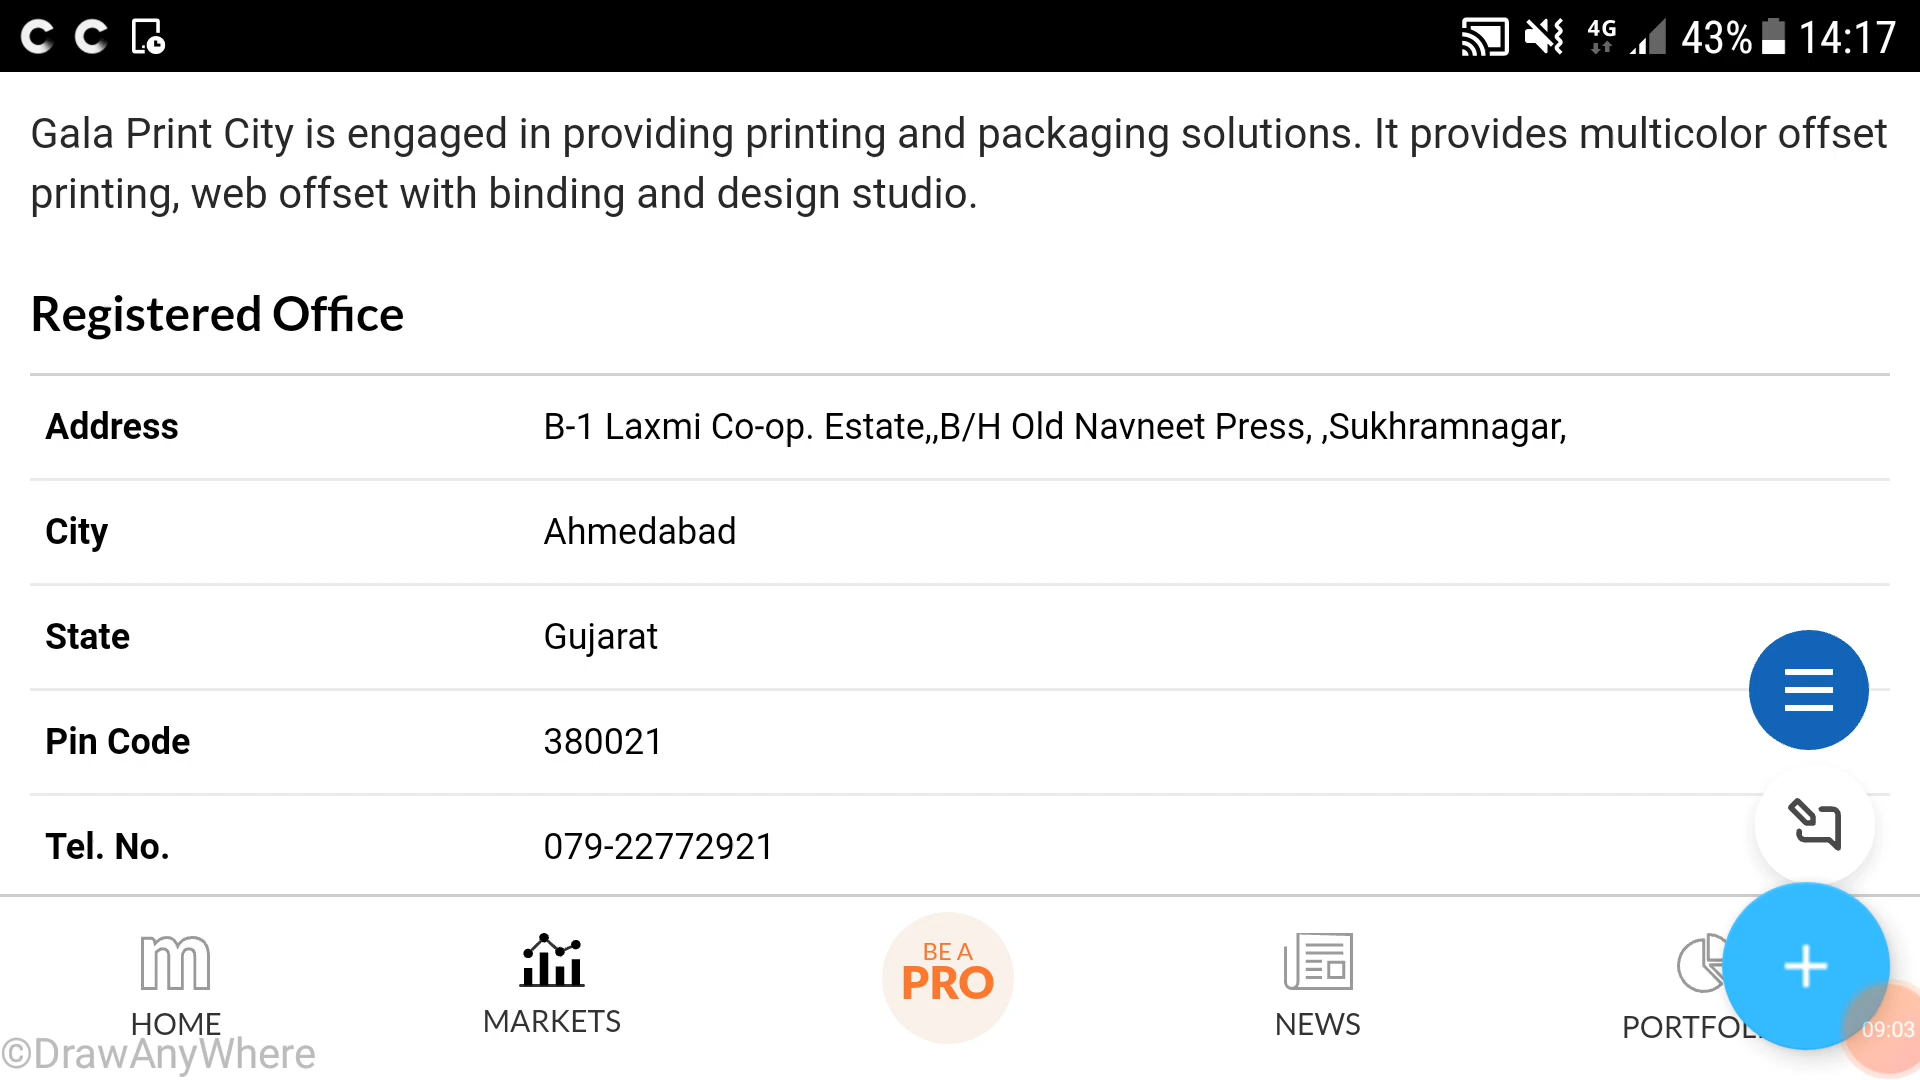 C C 4G 43% 14:17
Gala Print City is engaged in providing printing and packaging solutions. It provides multicolor offset
printing, web offset with binding and design studio.
Registered Office
Address B-1 Laxmi Co-op. Estate,,B/H Old Navneet Press, ,Sukhramnagar,
City Ahmedabad
State Gujarat
Pin Code 380021
Tel. No. 079-22772921
BE A
PRO
HOME MARKETS NEWS PORTFOL
09:03
©DrawAnyWhere